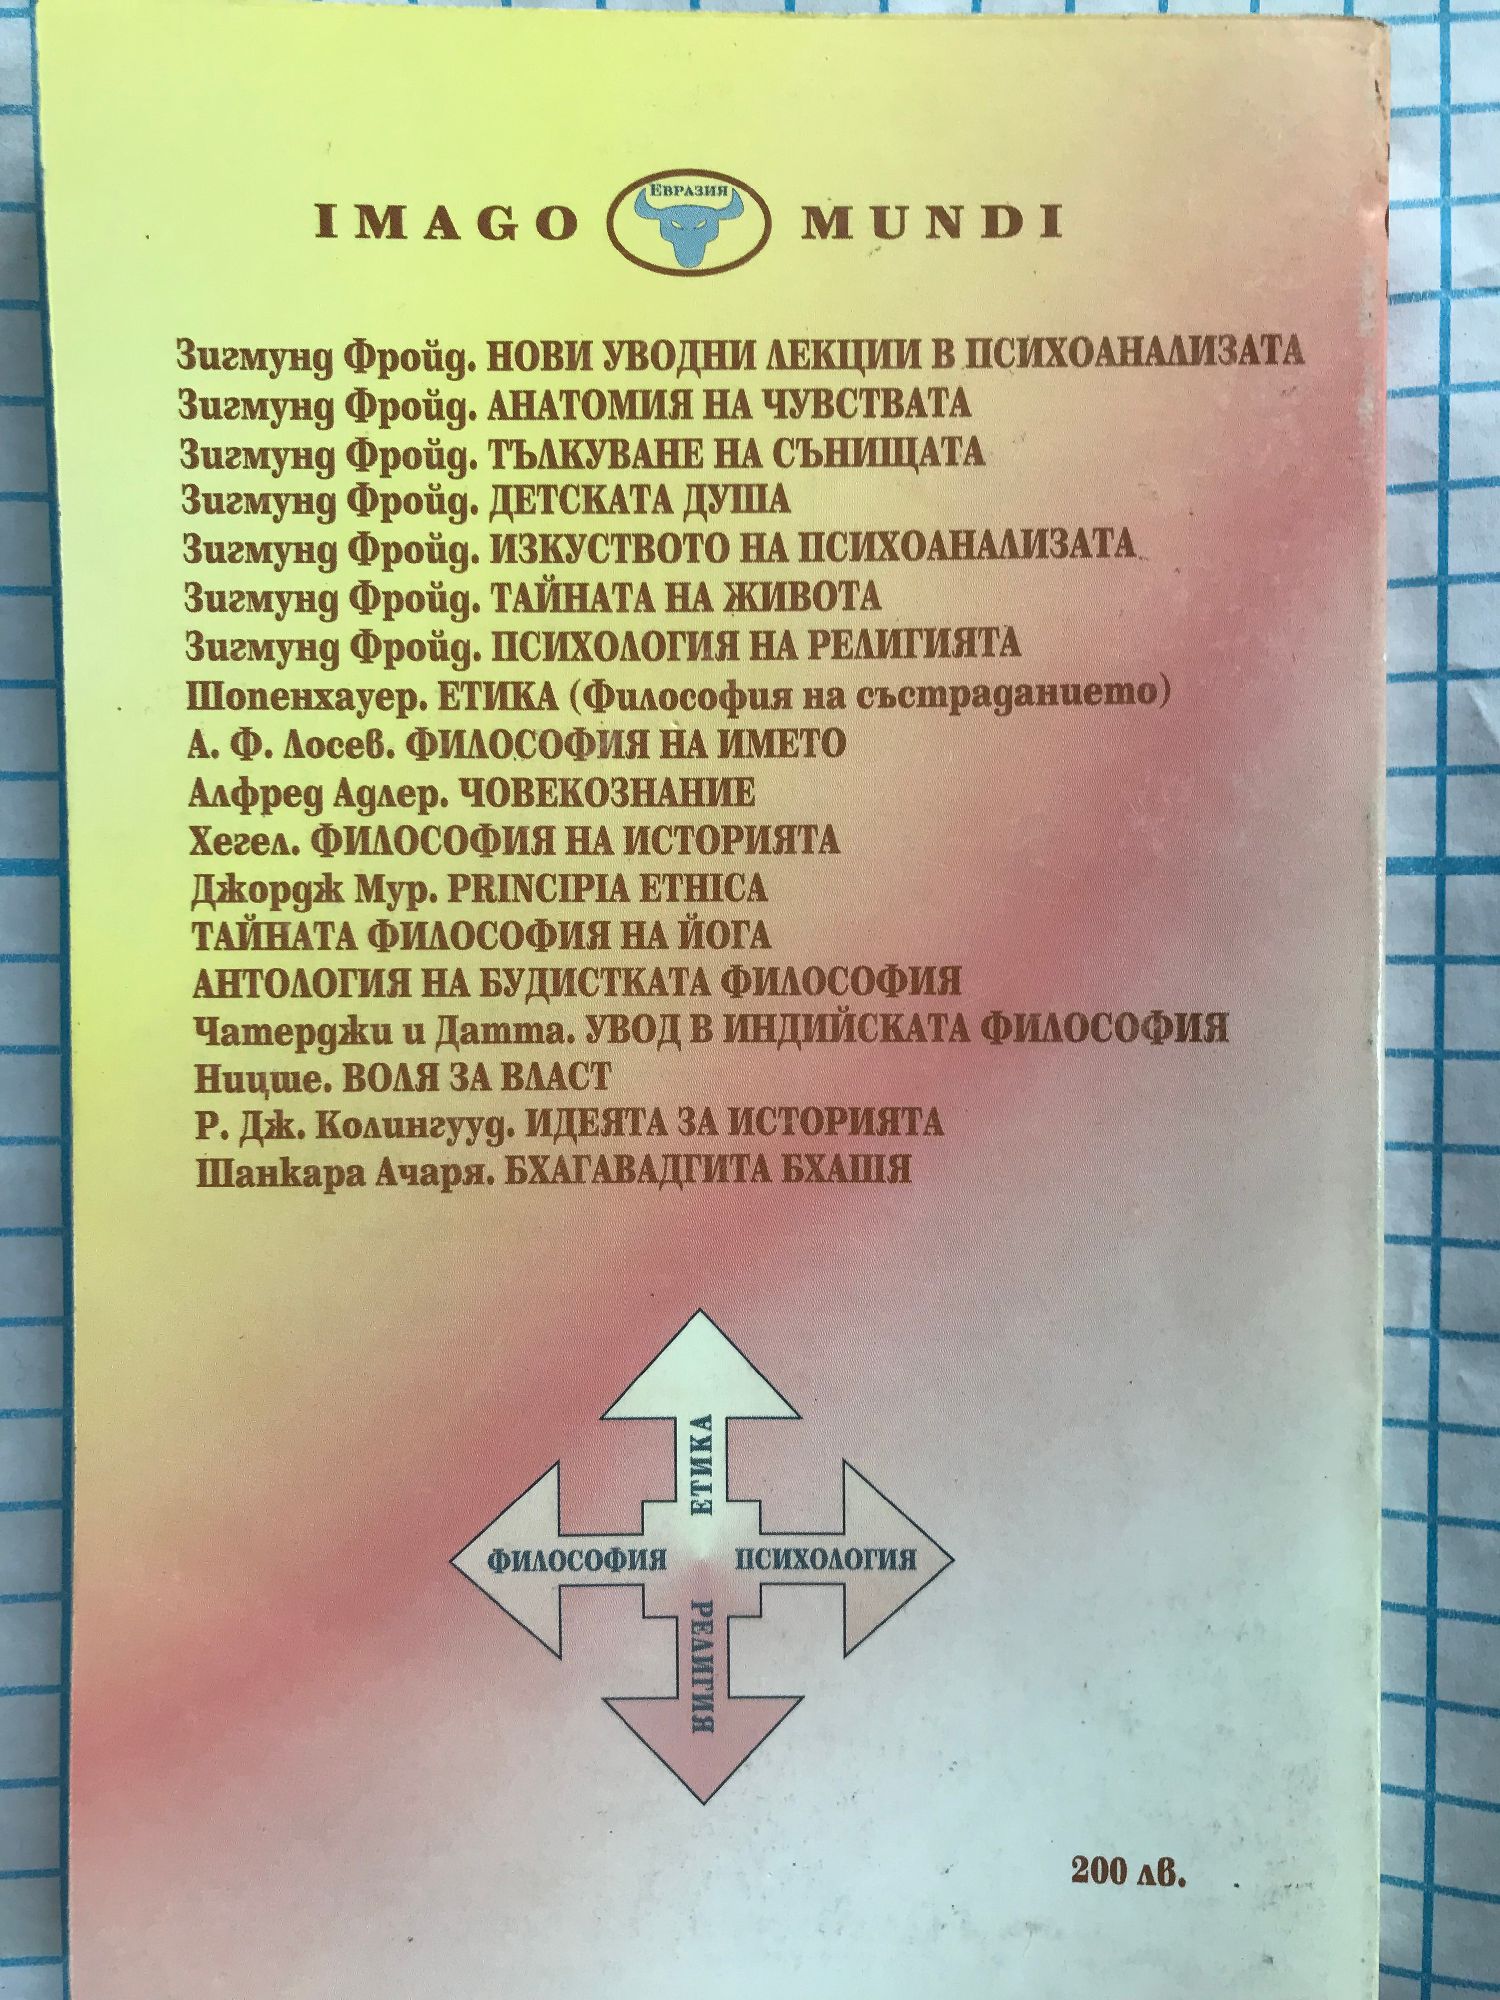 IMAGO ЕВРАЗИЯ MUNDI
Зигмунд Фройд. НОВИ УВОДНИ ЛЕКЦИИ В ПСИХОАНАЛИЗАТА
Зигмунд Фройд. АНАТОМИЯ НА ЧУВСТВАТА
Зигмунд Фройд. ТЪЛКУВАНЕ НА СЪНИЩАТА
Зигмунд Фройд. ДЕТСКАТА ДУША
Зигмунд Фройд. ИЗКУСТВОТО НА ПСИХОАНАЛИЗАТА
Зигмунд Фройд. ТАЙНАТА НА ЖИВОТА
Зигмунд Фройд. ПСИХОЛОГИЯ НА РЕЛИГИЯТА
Шопенхауер. ЕТИКА (Философия на състраданието)
А. Ф. Лосев. ФИЛОСОФИЯ НА ИМЕТО
Алфред Адлер. ЧОВЕКОЗНАНИЕ
Хегел. ФИЛОСОФИЯ НА ИСТОРИЯТА
Джордж Мур. PRINCIPIA ETHICA
ТАЙНАТА ФИЛОСОФИЯ НА ЙОГА
АНТОЛОГИЯ НА БУДИСТКАТА ФИЛОСОФИЯ
Чатерджи и Датта. УВОД В ИНДИЙСКАТА ФИЛОСОФИЯ
Ницше. ВОЛЯ ЗА ВЛАСТ
Р. Дж. Колингууд. ИДЕЯТА ЗА ИСТОРИЯТА
Шанкара Ачаря. БХАГАВАДГИТА БХАШЯ
ЕТИКА
ФИЛОСОФИЯ ПСИХОЛОГИЯ
РЕЛИГИЯ
200 лв.